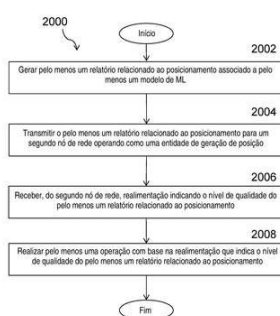 2000
Início
2002
Gerar pelo menos um relatório relacionado ao posicionamento associado a pelo
menos um modelo de ML
2004
Transmitir o pelo menos um relatório relacionado ao posicionamento para um
segundo nó de rede operando como uma entidade de geração de posição
2006
Receber, do segundo nó de rede, realimentação indicando o nível de qualidade do
pelo menos um relatório relacionado ao posicionamento
2008
Realizar pelo menos uma operação com base na realimentação que indica o nível
de qualidade do pelo menos um relatório relacionado ao posicionamento
Fim